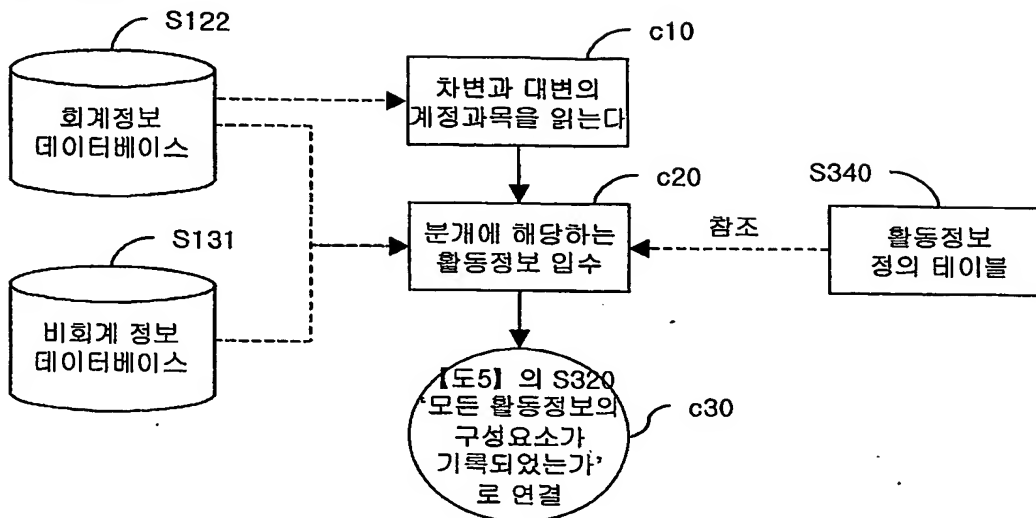 S122
c10
회계정보
데이터베이스
차변과 대변의
계정과목을 읽는다
c20
S340
S131
분개에 해당하는
활동정보 입수
참조
활동정보
정의 테이블
비회계 정보
데이터베이스
【도5】의 S320
‘모든 활동정보의
구성요소가
기록되었는가’
로 연결
c30